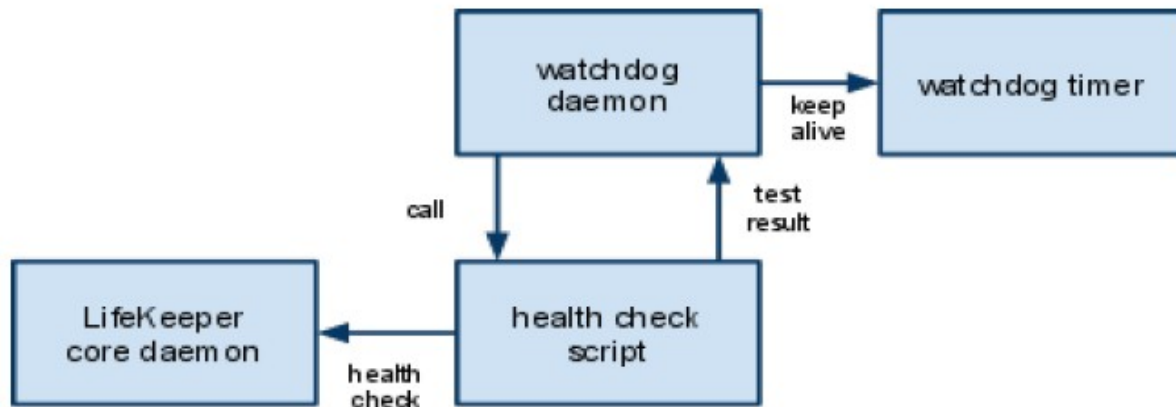 watchdog
daemon
watchdog timer
keep
alive
call
test
result
LifeKeeper
core daemon
health check
script
health
check